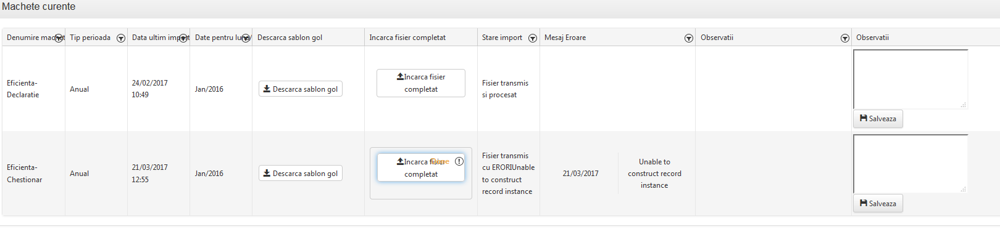 Machete curente
Denumire machet
Tip perioada
Data ultim import
Date pentru luna/
Descarca sablon gol
Incarca fisier completat
Stare import
Mesaj Eroare
Observatii
Observatii
Eficienta-
Declaratie
Anual
24/02/2017
10:49
Jan/2016
Descarca sablon gol
Incarca fisier
completat
Fisier transmis
si procesat
Salveaza
Eficienta-
Chestionar
Anual
21/03/2017
12:55
Jan/2016
Descarca sablon gol
Incarca fisier
completat
Done
Fisier transmis
cu ERORIUnable
to construct
record instance
21/03/2017
Unable to
construct record
instance
Salveaza